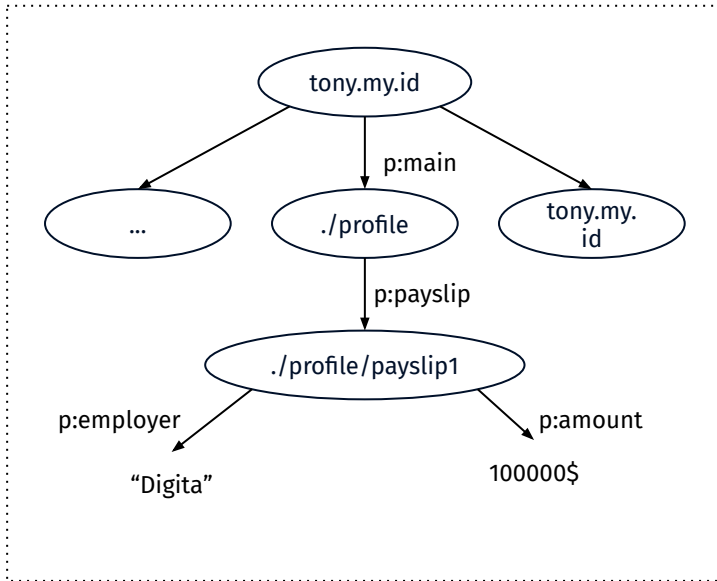 tony.my.id
p:main
...
./profile
tony.my.
id
p:payslip
./profile/payslip1
p:employer
p:amount
“Digita”
100000$